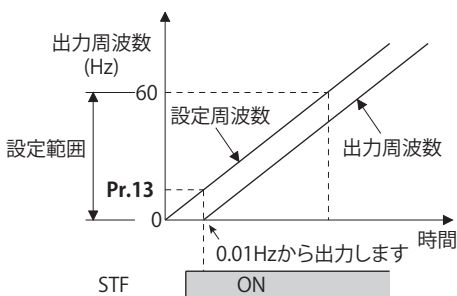 出力周波数
(Hz)
60
設定周波数
設定範囲
出力周波数
Pr.13
0
時間
0.01Hzから出力します
STF
ON